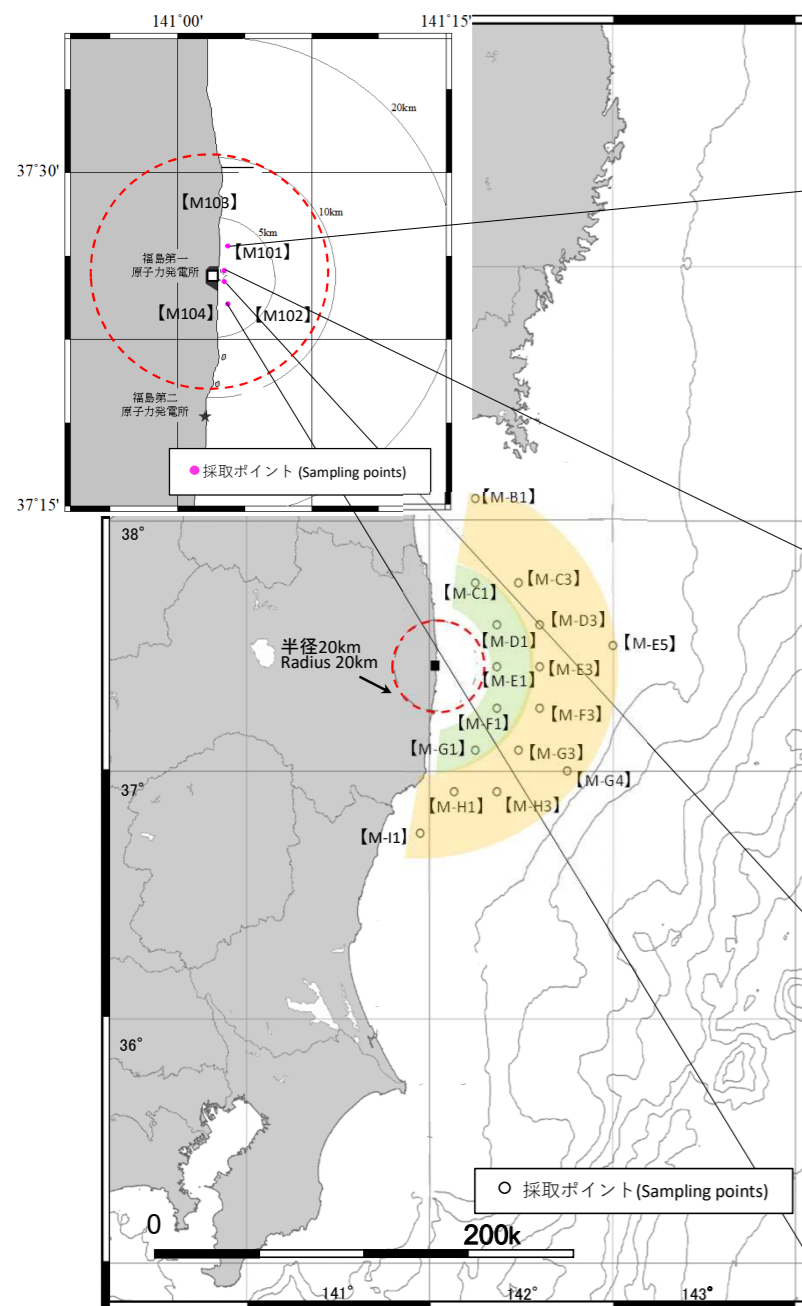 141°00'
141°15'
20km
37°30'
【M103】
10km
5km
福島第一
原子力発電所
【M101】
【M104】
【M102】
福島第二
原子力発電所
採取ポイント (Sampling points)
37°15'
【M-B1】
38°
【M-C1】
【M-C3】
【M-D1】
【M-D3】
【M-E5】
半径20km
Radius 20km
【M-E1】
【M-E3】
【M-F1】
【M-F3】
【M-G1】
【M-G3】
【M-G4】
37°
【M-H1】
【M-H3】
【M-I1】
36°
採取ポイント(Sampling points)
0
200k
141°
142°
143°